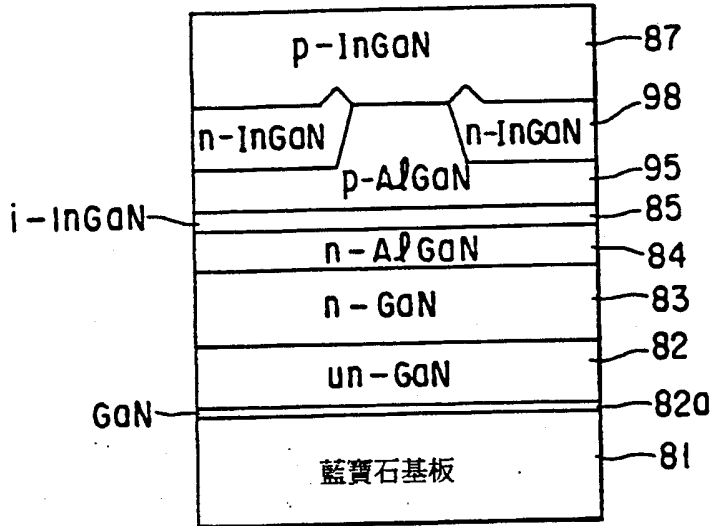 p-InGaN 87
n-InGaN n-InGaN 98
p-AlGaN 95
i-InGaN 85
n-AlGaN 84
n-GaN 83
un-GaN 82
GaN 82a
藍寶石基板 81